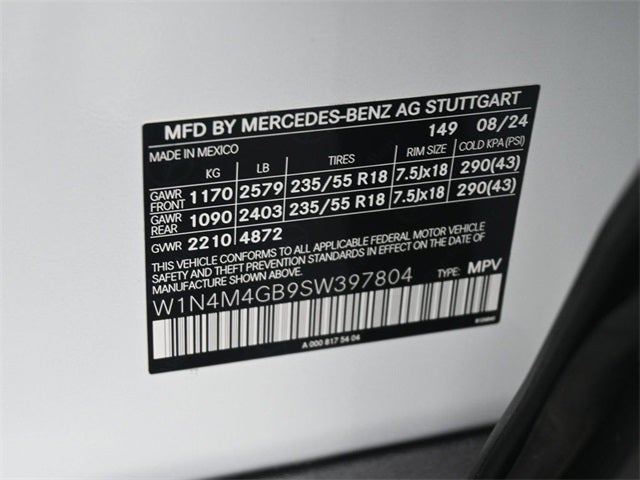 MFD BY MERCEDES-BENZ AG STUTTGART
MADE IN MEXICO 149 08/24
KG LB TIRES RIM SIZE COLD KPA (PSI)
GAWR FRONT 1170 2579 235/55 R18 7.5Jx18 290(43)
GAWR REAR 1090 2403 235/55 R18 7.5Jx18 290(43)
GVWR 2210 4872
THIS VEHICLE CONFORMS TO ALL APPLICABLE FEDERAL MOTOR VEHICLE
SAFETY AND THEFT PREVENTION STANDARDS IN EFFECT ON THE DATE OF
MANUFACTURE SHOWN ABOVE.
W1N4M4GB9SW397804 TYPE: MPV
A 000 817 54 04